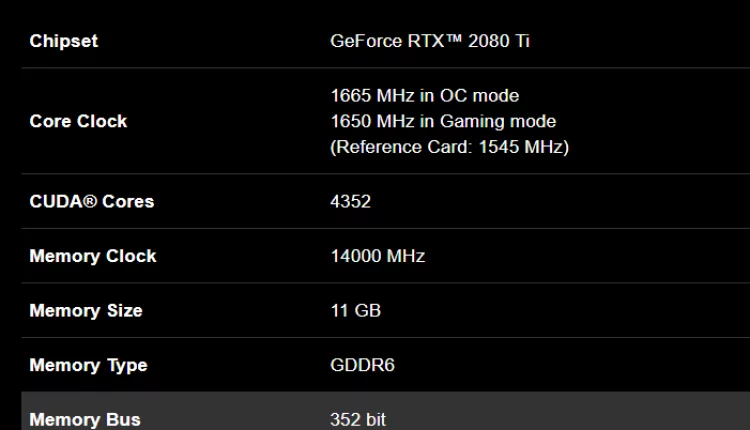 Chipset GeForce RTX™ 2080 Ti
1665 MHz in OC mode
Core Clock 1650 MHz in Gaming mode
(Reference Card: 1545 MHz)
CUDA® Cores 4352
Memory Clock 14000 MHz
Memory Size 11 GB
Memory Type GDDR6
Memory Bus 352 bit